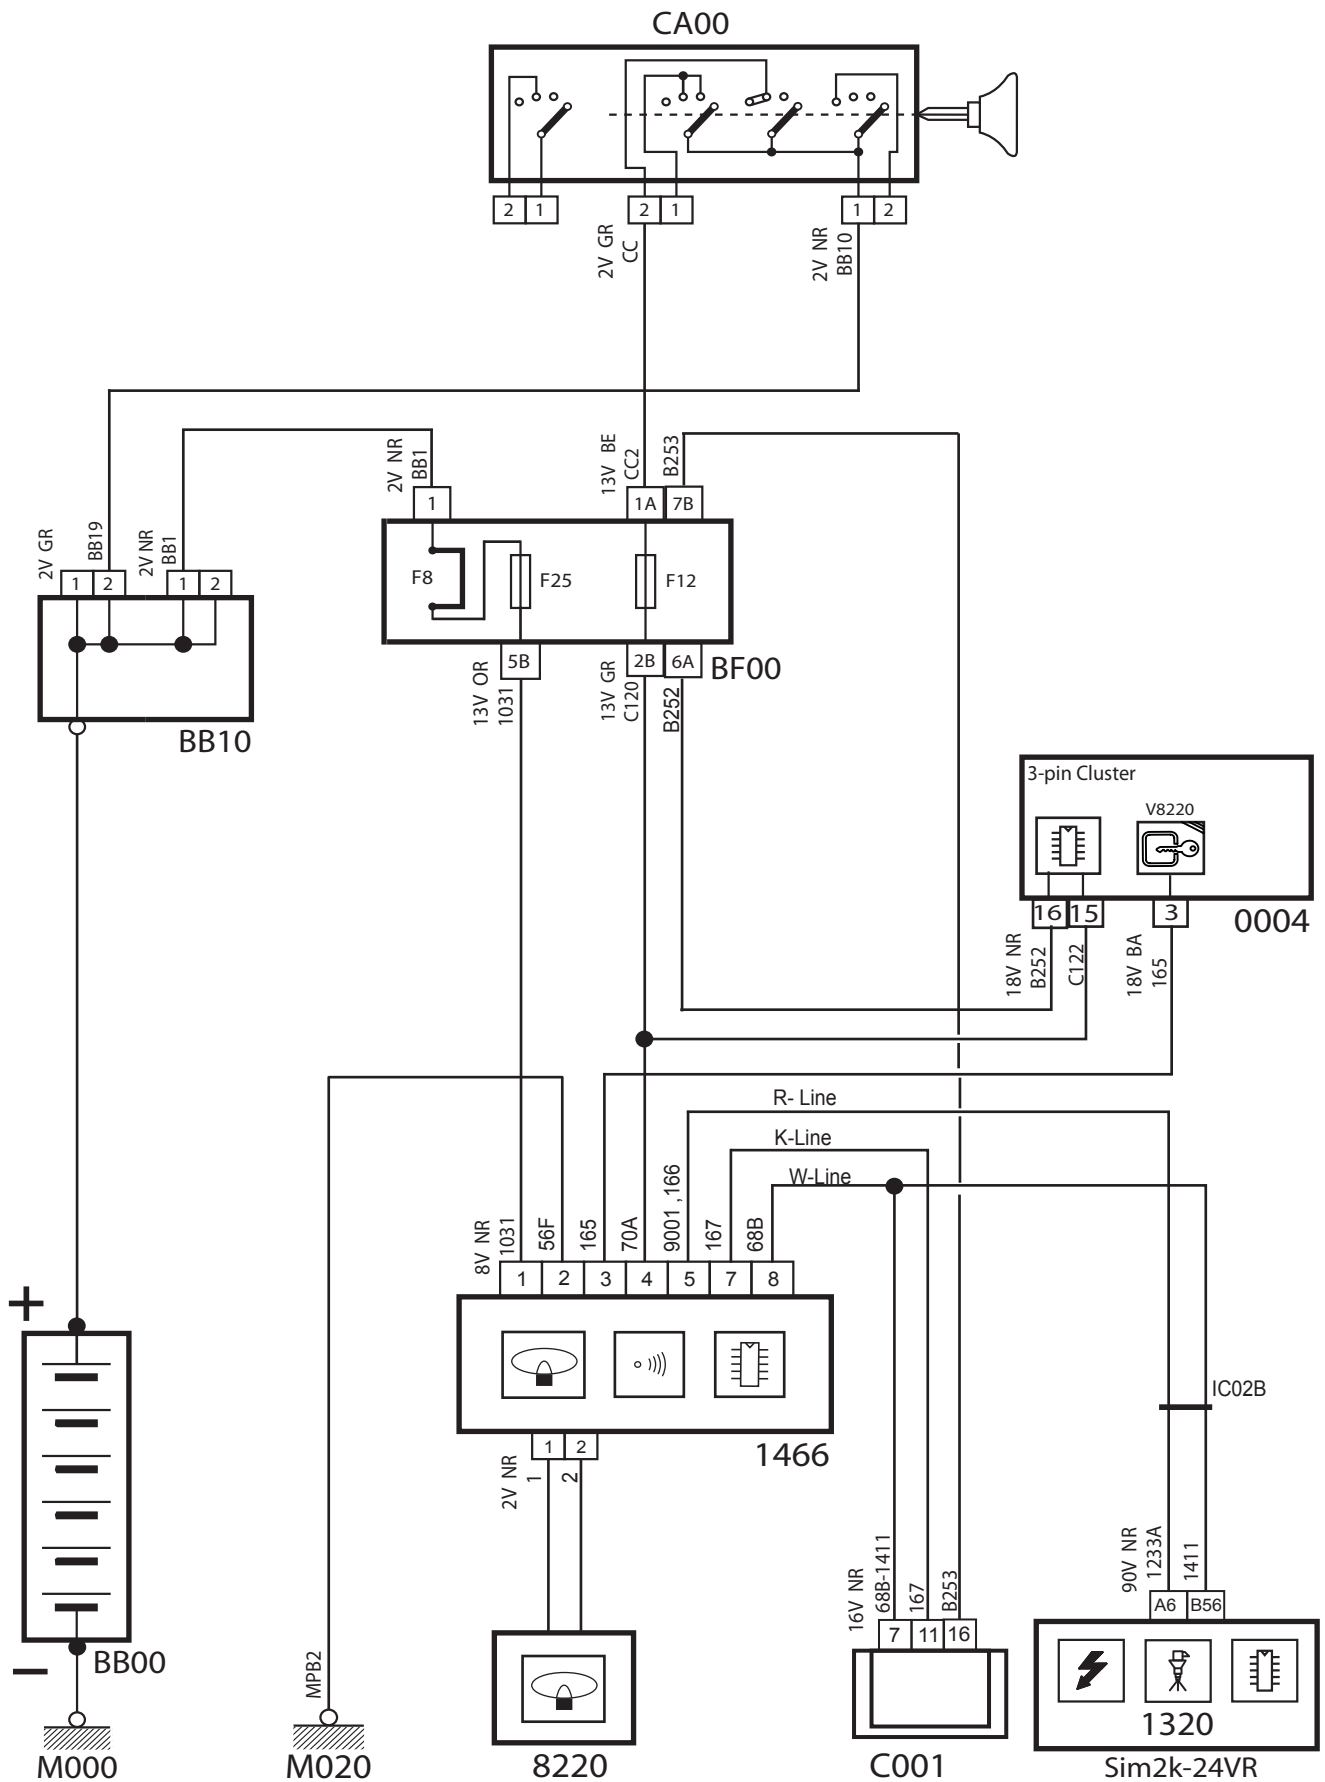 CA00
2 1
2 1
1 2
2V GR
CC
2V NR
BB10
2V NR
BB1
13V BE
CC2
B253
1
1A 7B
2V GR
BB19
2V NR
BB1
1 2
1 2
F8
F25
F12
5B
2B 6A
BF00
13V OR
1031
13V GR
C120
B252
BB10
3-pin Cluster
V8220
16 15
3
0004
18V NR
B252
C122
18V BA
165
R- Line
K-Line
W-Line
8V NR
1031
56F
165
70A
9001 ,166
167
68B
1 2 3 4 5 7 8
+
IC02B
1466
1 2
2V NR
1
2
90V NR
1233A
1411
16V NR
68B-1411
167
B253
A6 B56
7 11 16
–
BB00
MPB2
1320
M000
M020
8220
C001
Sim2k-24VR